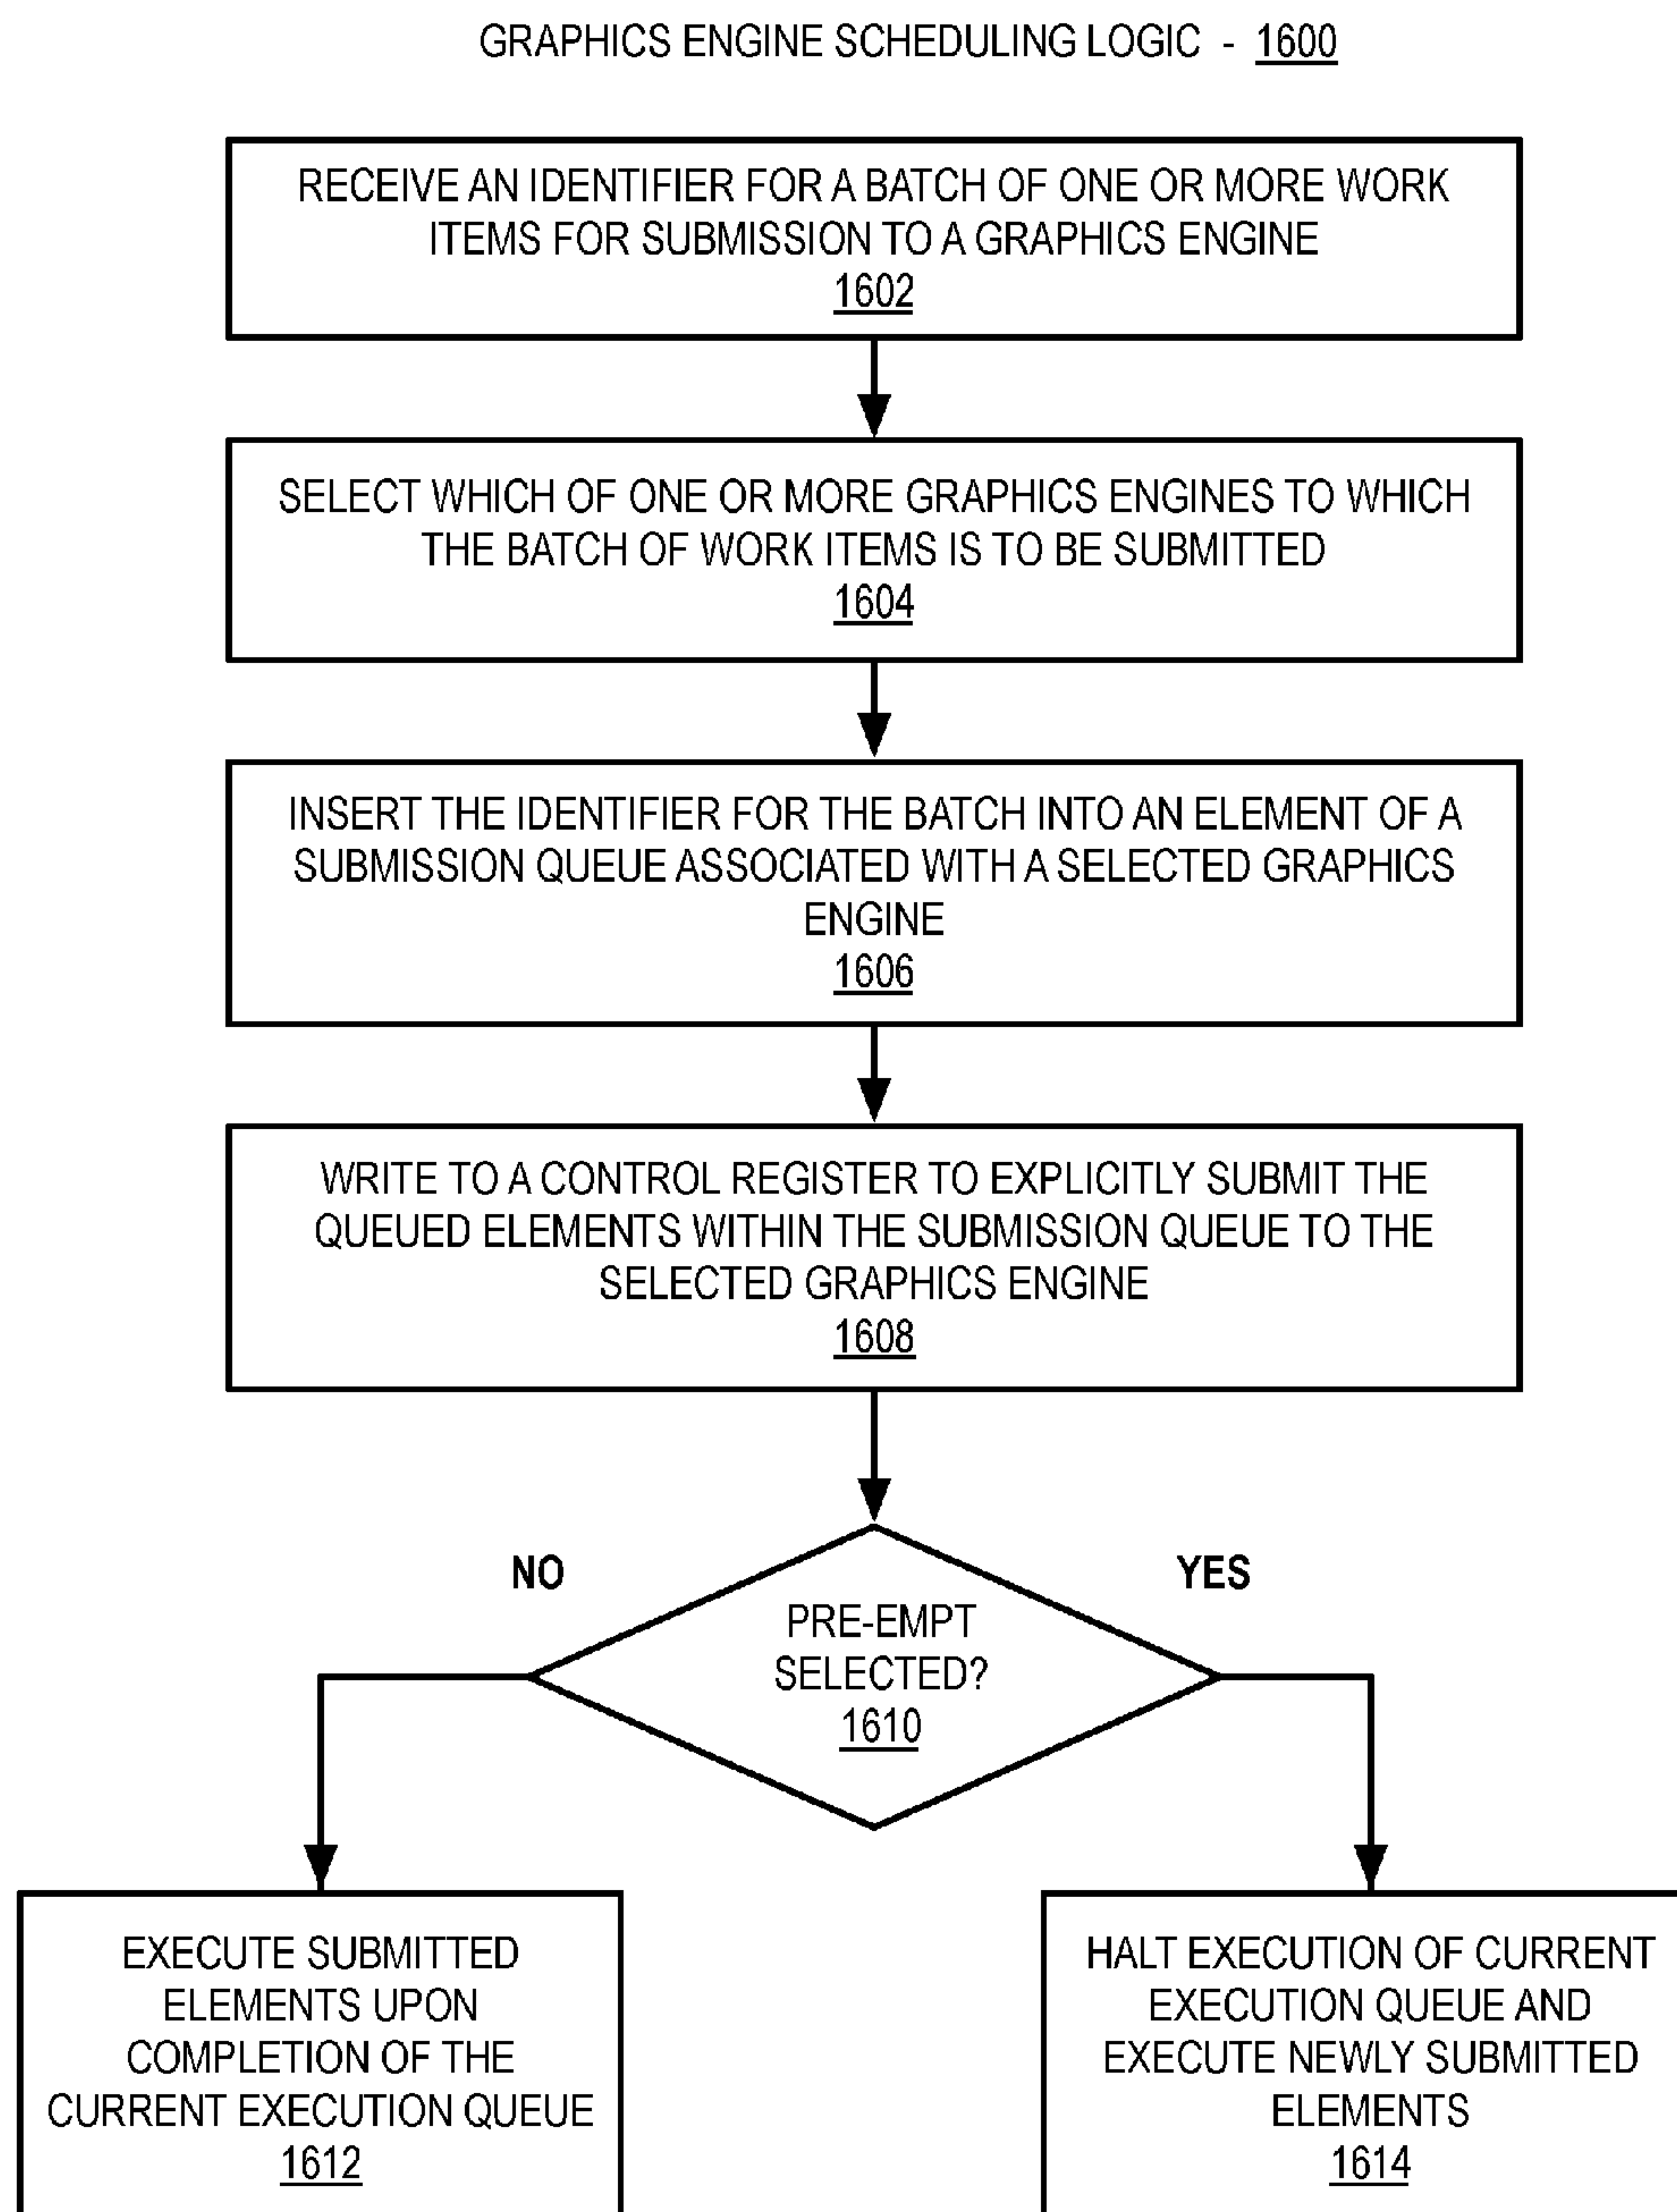 GRAPHICS ENGINE SCHEDULING LOGIC - 1600
RECEIVE AN IDENTIFIER FOR A BATCH OF ONE OR MORE WORK
ITEMS FOR SUBMISSION TO A GRAPHICS ENGINE
1602
SELECT WHICH OF ONE OR MORE GRAPHICS ENGINES TO WHICH
THE BATCH OF WORK ITEMS IS TO BE SUBMITTED
1604
INSERT THE IDENTIFIER FOR THE BATCH INTO AN ELEMENT OF A
SUBMISSION QUEUE ASSOCIATED WITH A SELECTED GRAPHICS
ENGINE
1606
WRITE TO A CONTROL REGISTER TO EXPLICITLY SUBMIT THE
QUEUED ELEMENTS WITHIN THE SUBMISSION QUEUE TO THE
SELECTED GRAPHICS ENGINE
1608
NO
YES
PRE-EMPT
SELECTED?
1610
EXECUTE SUBMITTED
ELEMENTS UPON
COMPLETION OF THE
CURRENT EXECUTION QUEUE
1612
HALT EXECUTION OF CURRENT
EXECUTION QUEUE AND
EXECUTE NEWLY SUBMITTED
ELEMENTS
1614